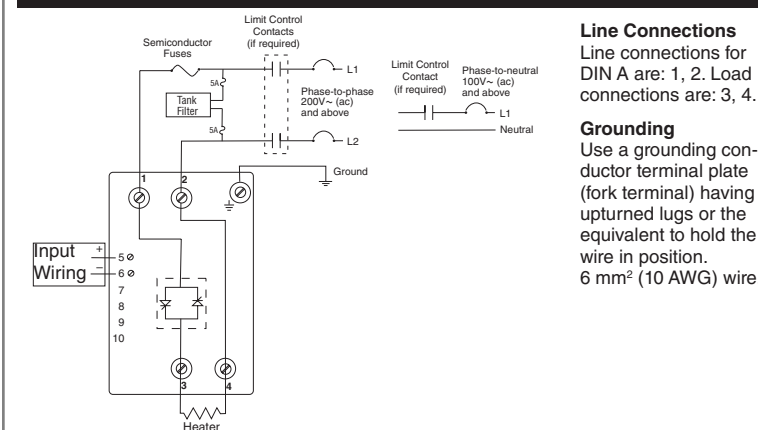 Limit Control
Contacts
(if required)
Semiconductor
Fuses
L1
5A
Tank
Filter
5A
Phase-to-phase
200V~ (ac)
and above
L2
Ground
Limit Control
Contact
(if required)
Phase-to-neutral
100V~ (ac)
and above
L1
Neutral
1
2
Input
Wiring
+
5
–
6
7
8
9
10
3
4
Heater
Line Connections
Line connections for
DIN A are: 1, 2. Load
connections are: 3, 4.
Grounding
Use a grounding con-
ductor terminal plate
(fork terminal) having
upturned lugs or the
equivalent to hold the
wire in position.
6 mm² (10 AWG) wire